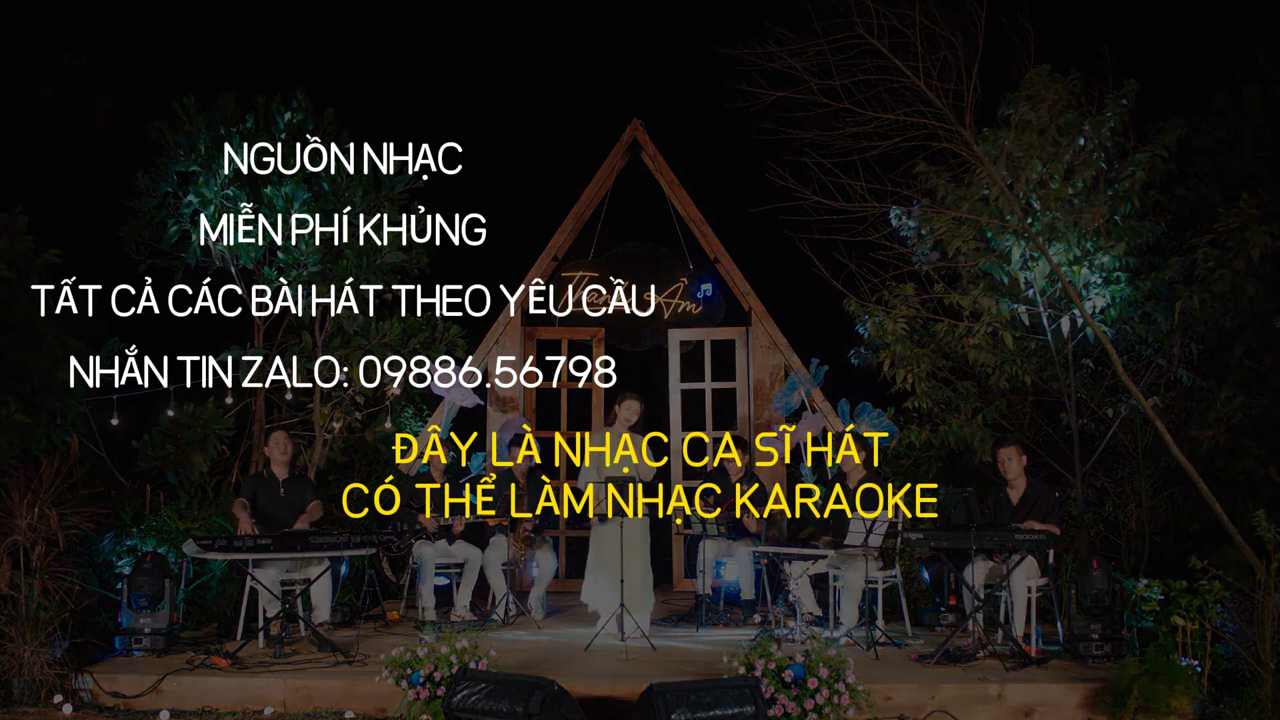 NGUỒN NHẠC
MIỄN PHÍ KHỦNG
TẤT CẢ CÁC BÀI HÁT THEO YÊU CẦU
NHẮN TIN ZALO: 09886.56798
ĐÂY LÀ NHẠC CA SĨ HÁT
CÓ THỂ LÀM NHẠC KARAOKE